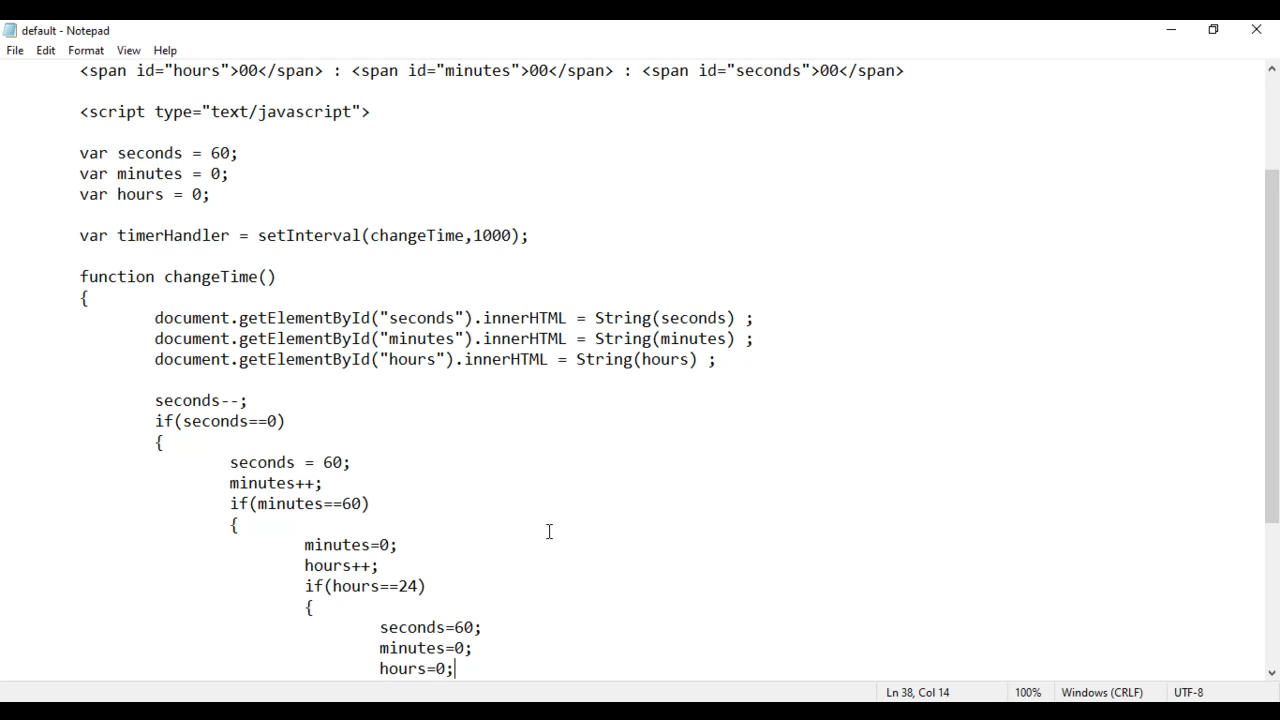 default - Notepad
File Edit Format View Help
<span id="hours">00</span> : <span id="minutes">00</span> : <span id="seconds">00</span>
<script type="text/javascript">
var seconds = 60;
var minutes = 0;
var hours = 0;
var timerHandler = setInterval(changeTime,1000);
function changeTime()
{
document.getElementById("seconds").innerHTML = String(seconds) ;
document.getElementById("minutes").innerHTML = String(minutes) ;
document.getElementById("hours").innerHTML = String(hours) ;
seconds--;
if(seconds==0)
{
seconds = 60;
minutes++;
if(minutes==60)
{
minutes=0;
hours++;
if(hours==24)
{
seconds=60;
minutes=0;
hours=0;
Ln 38, Col 14 100% Windows (CRLF) UTF-8